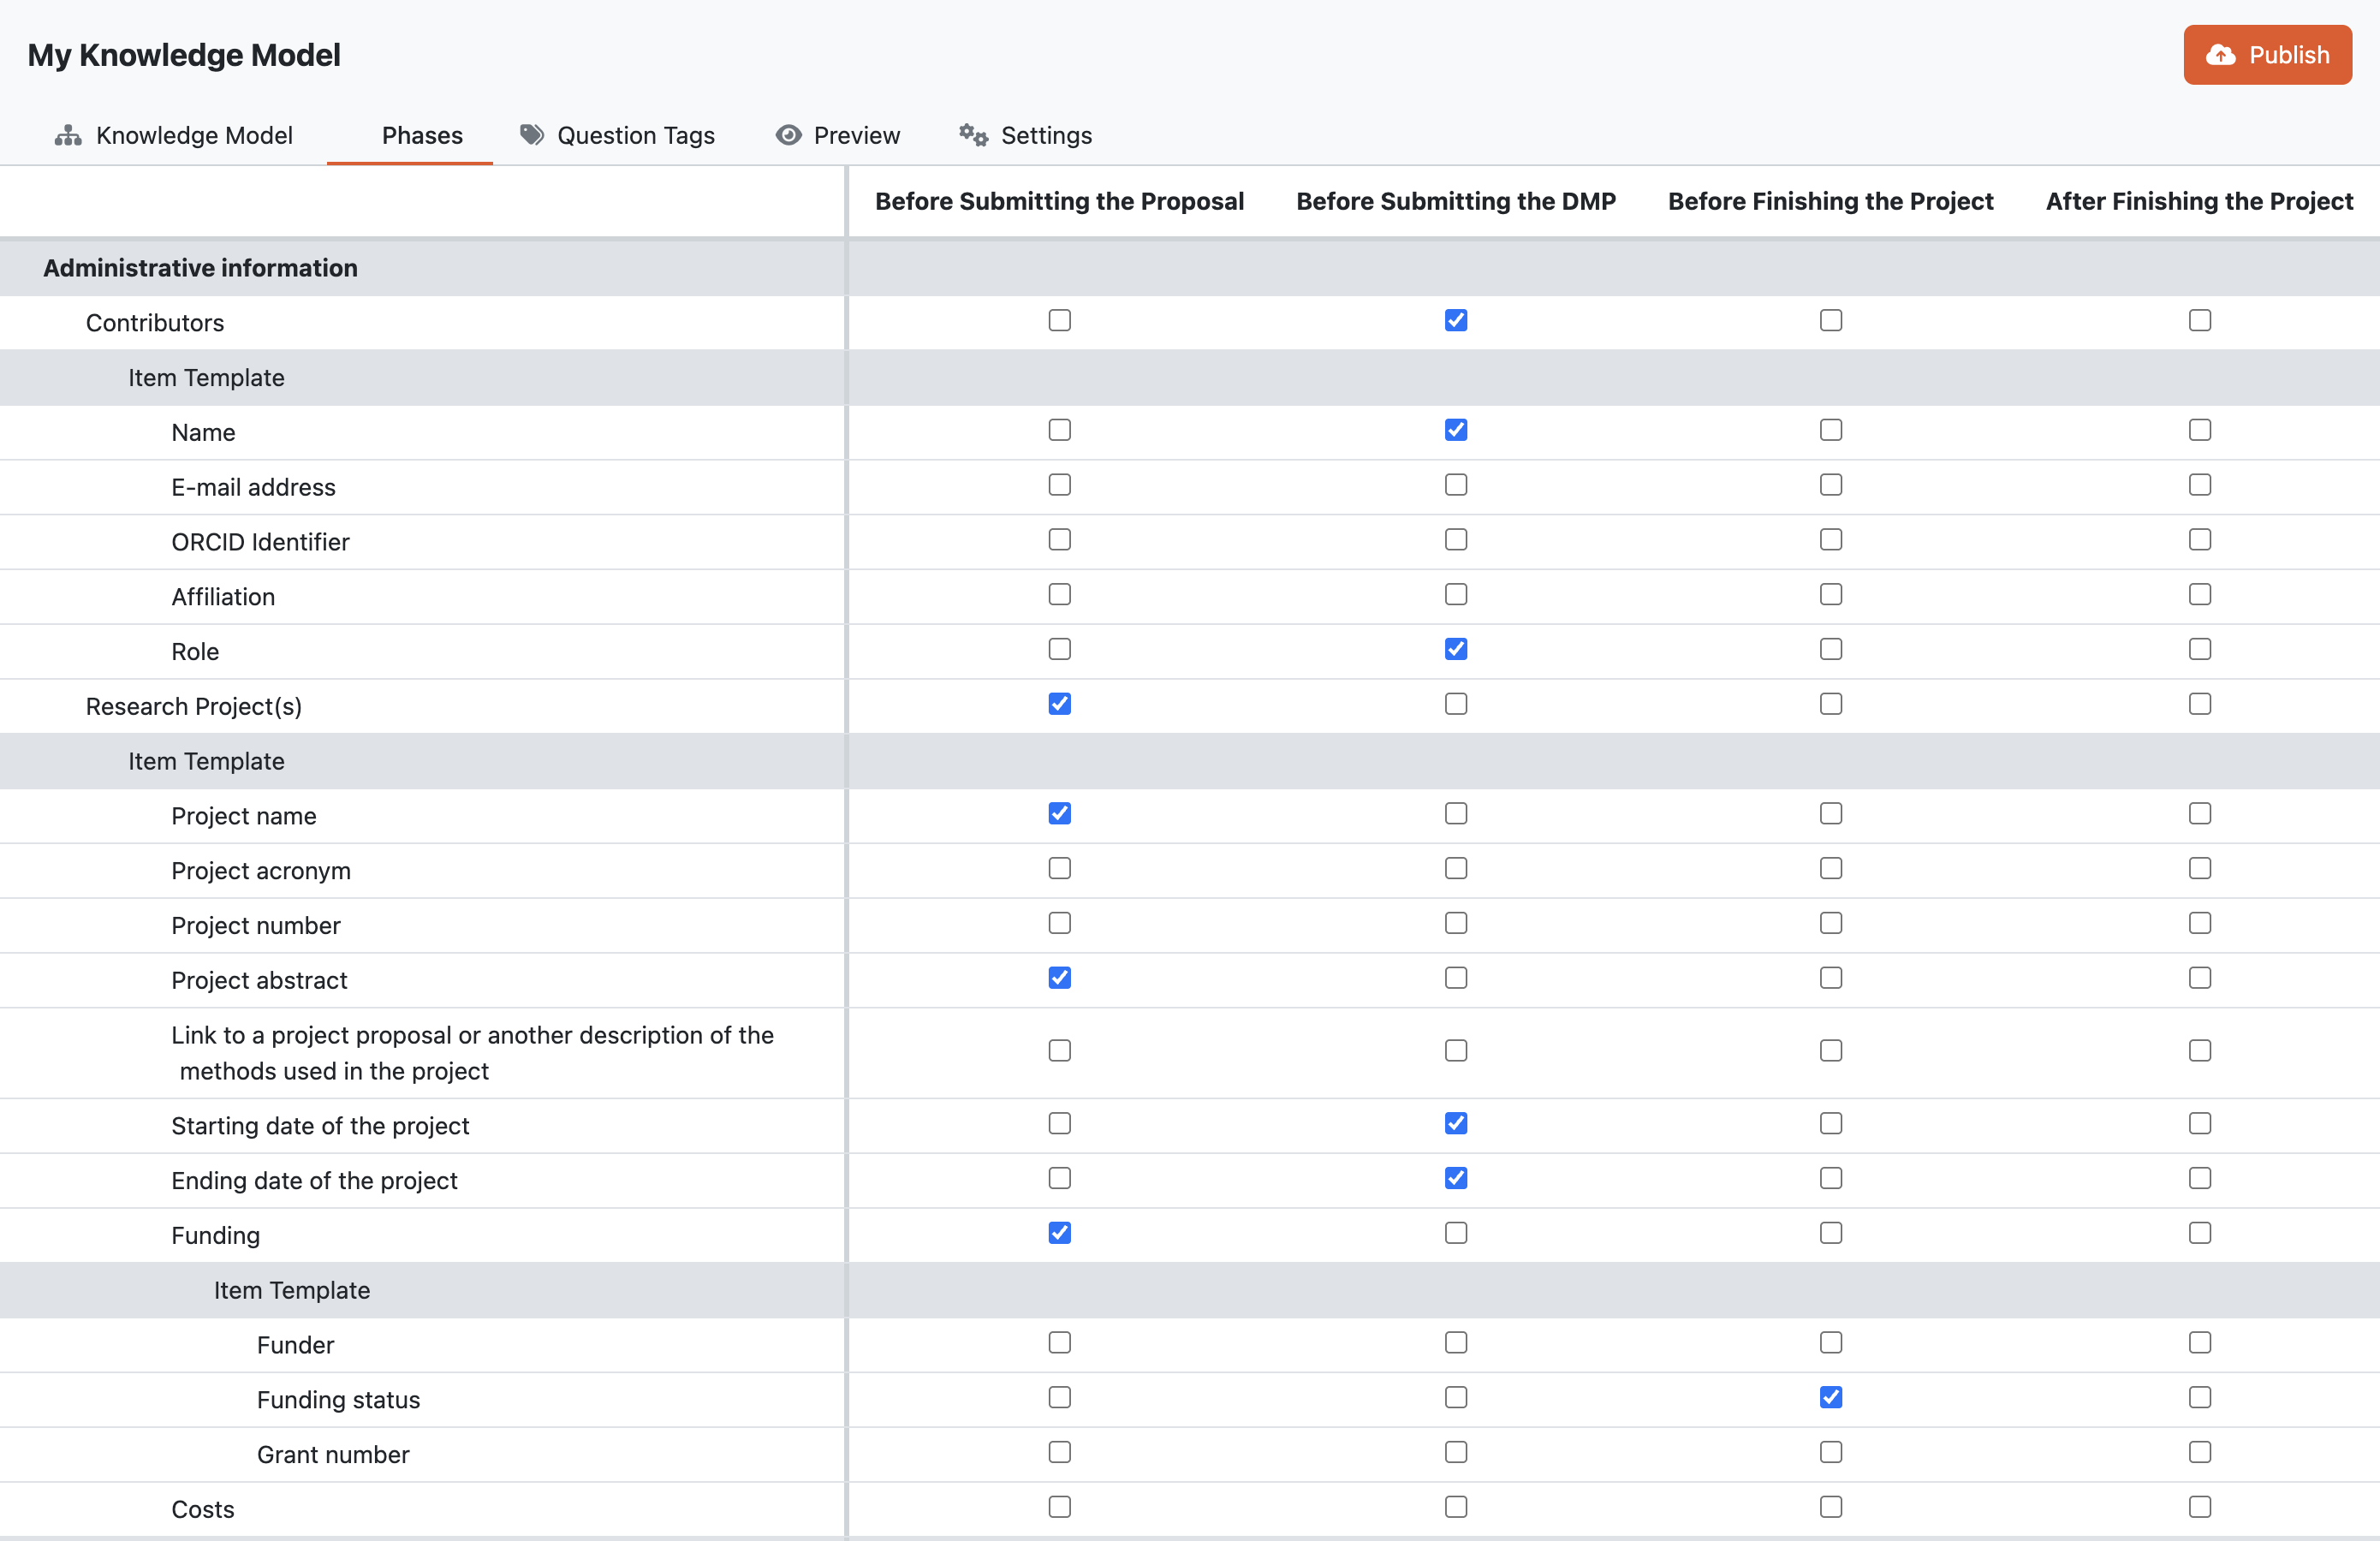 My Knowledge Model
Publish
Knowledge Model Phases Question Tags Preview Settings
Before Submitting the Proposal Before Submitting the DMP Before Finishing the Project After Finishing the Project
Administrative information
Contributors
Item Template
Name
E-mail address
ORCID Identifier
Affiliation
Role
Research Project(s)
Item Template
Project name
Project acronym
Project number
Project abstract
Link to a project proposal or another description of the
methods used in the project
Starting date of the project
Ending date of the project
Funding
Item Template
Funder
Funding status
Grant number
Costs